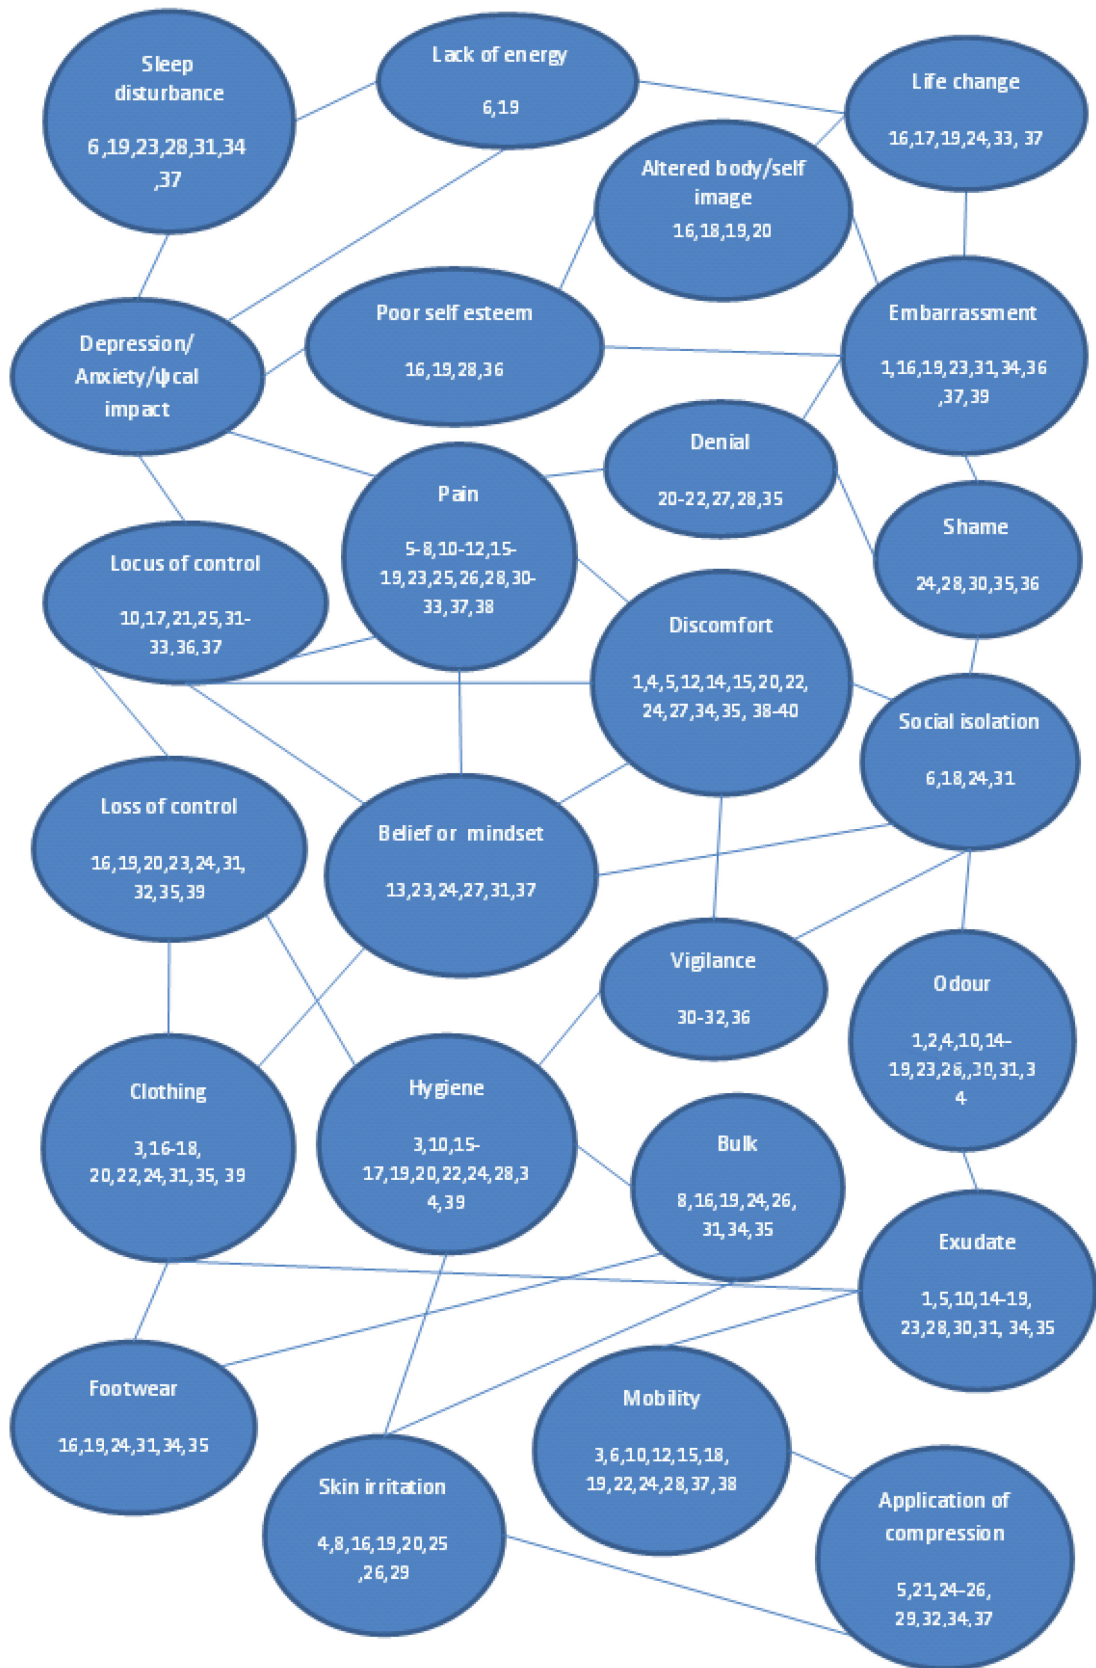 Sleep
disturbance
6,19,23,28,31,34
,37
Lack of energy
6,19
Life change
16,17,19,24,33, 37
Altered body/self
image
16,18,19,20
Depression/
Anxiety/ψcal
impact
Poor self esteem
16,19,28,36
Embarrassment
1,16,19,23,31,34,36
,37,39
Denial
20-22,27,28,35
Pain
5-8,10-12,15-
19,23,25,26,28,30-
33,37,38
Shame
24,28,30,35,36
Locus of control
10,17,21,25,31-
33,36,37
Discomfort
1,4,5,12,14,15,20,22,
24,27,34,35, 38-40
Social isolation
6,18,24,31
Loss of control
16,19,20,23,24,31,
32,35,39
Belief or mindset
13,23,24,27,31,37
Vigilance
30-32,36
Odour
1,2,4,10,14-
19,23,28,,30,31,3
4
Clothing
3,16-18,
20,22,24,31,35, 39
Hygiene
3,10,15-
17,19,20,22,24,28,3
4,39
Bulk
8,16,19,24,26,
31,34,35
Exudate
1,5,10,14-19,
23,28,30,31, 34,35
Footwear
16,19,24,31,34,35
Mobility
3,6,10,12,15,18,
19,22,24,28,37,38
Skin irritation
4,8,16,19,20,25
,26,29
Application of
compression
5,21,24-26,
29,32,34,37